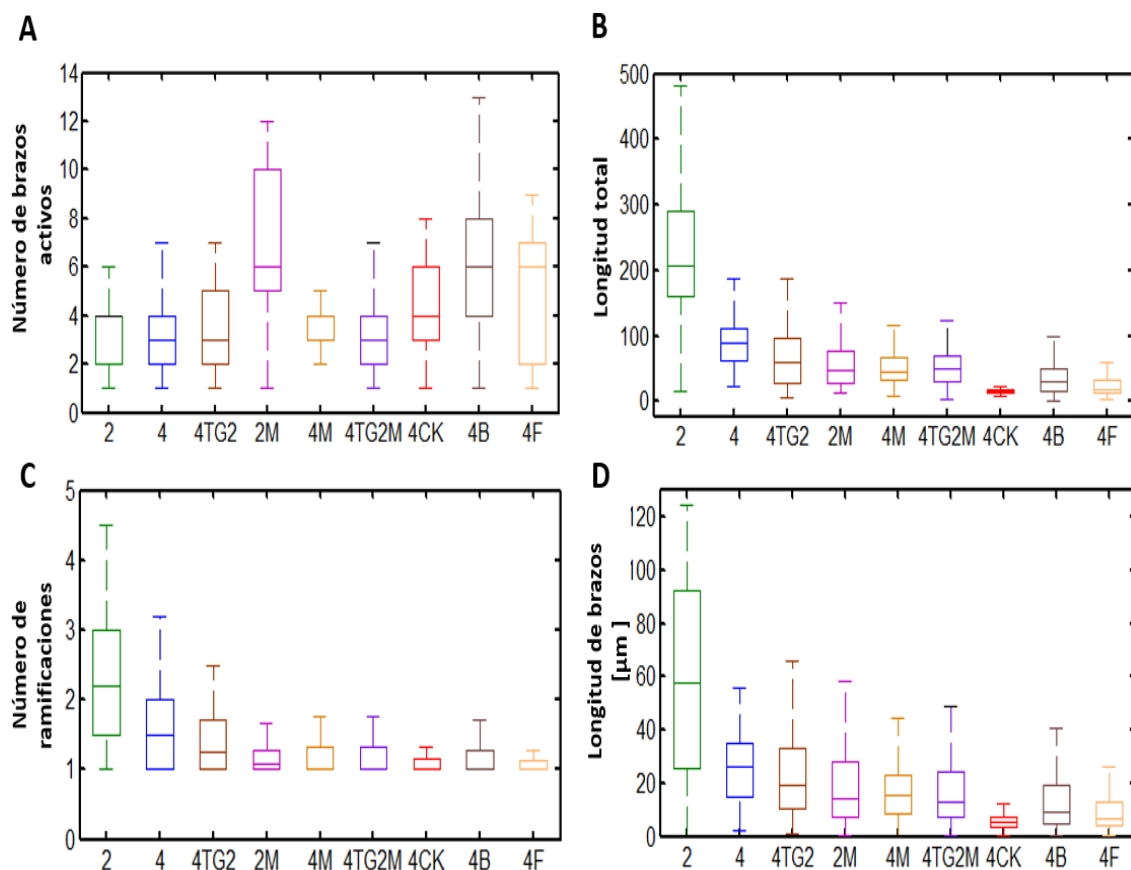 A
Número de brazos
activos
14
12
10
8
6
4
2
0
2 4 4TG2 2M 4M 4TG2M 4CK 4B 4F
B
Longitud total
500
400
300
200
100
0
2 4 4TG2 2M 4M 4TG2M 4CK 4B 4F
C
Número de
ramificaciones
5
4
3
2
1
0
2 4 4TG2 2M 4M 4TG2M 4CK 4B 4F
D
Longitud de brazos
[µm ]
120
100
80
60
40
20
0
2 4 4TG2 2M 4M 4TG2M 4CK 4B 4F